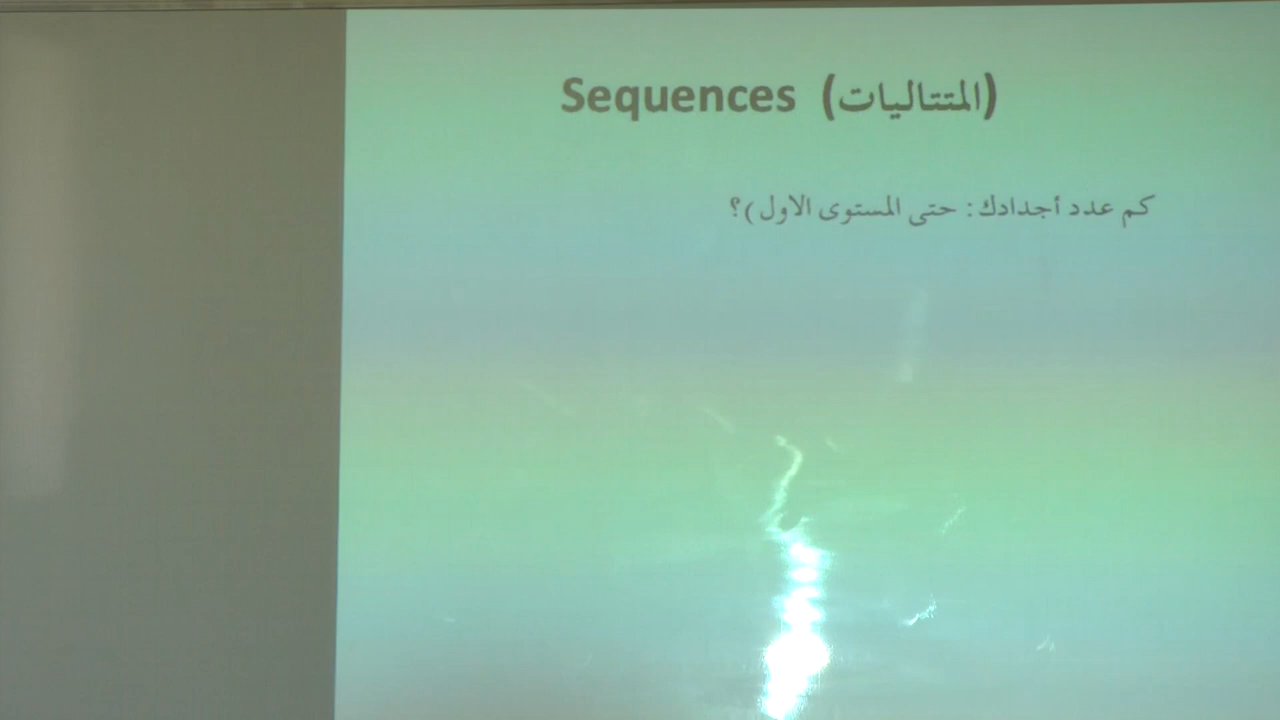 Sequences (المتتاليات)
كم عدد أجدادك: حتى المستوى الاول)؟